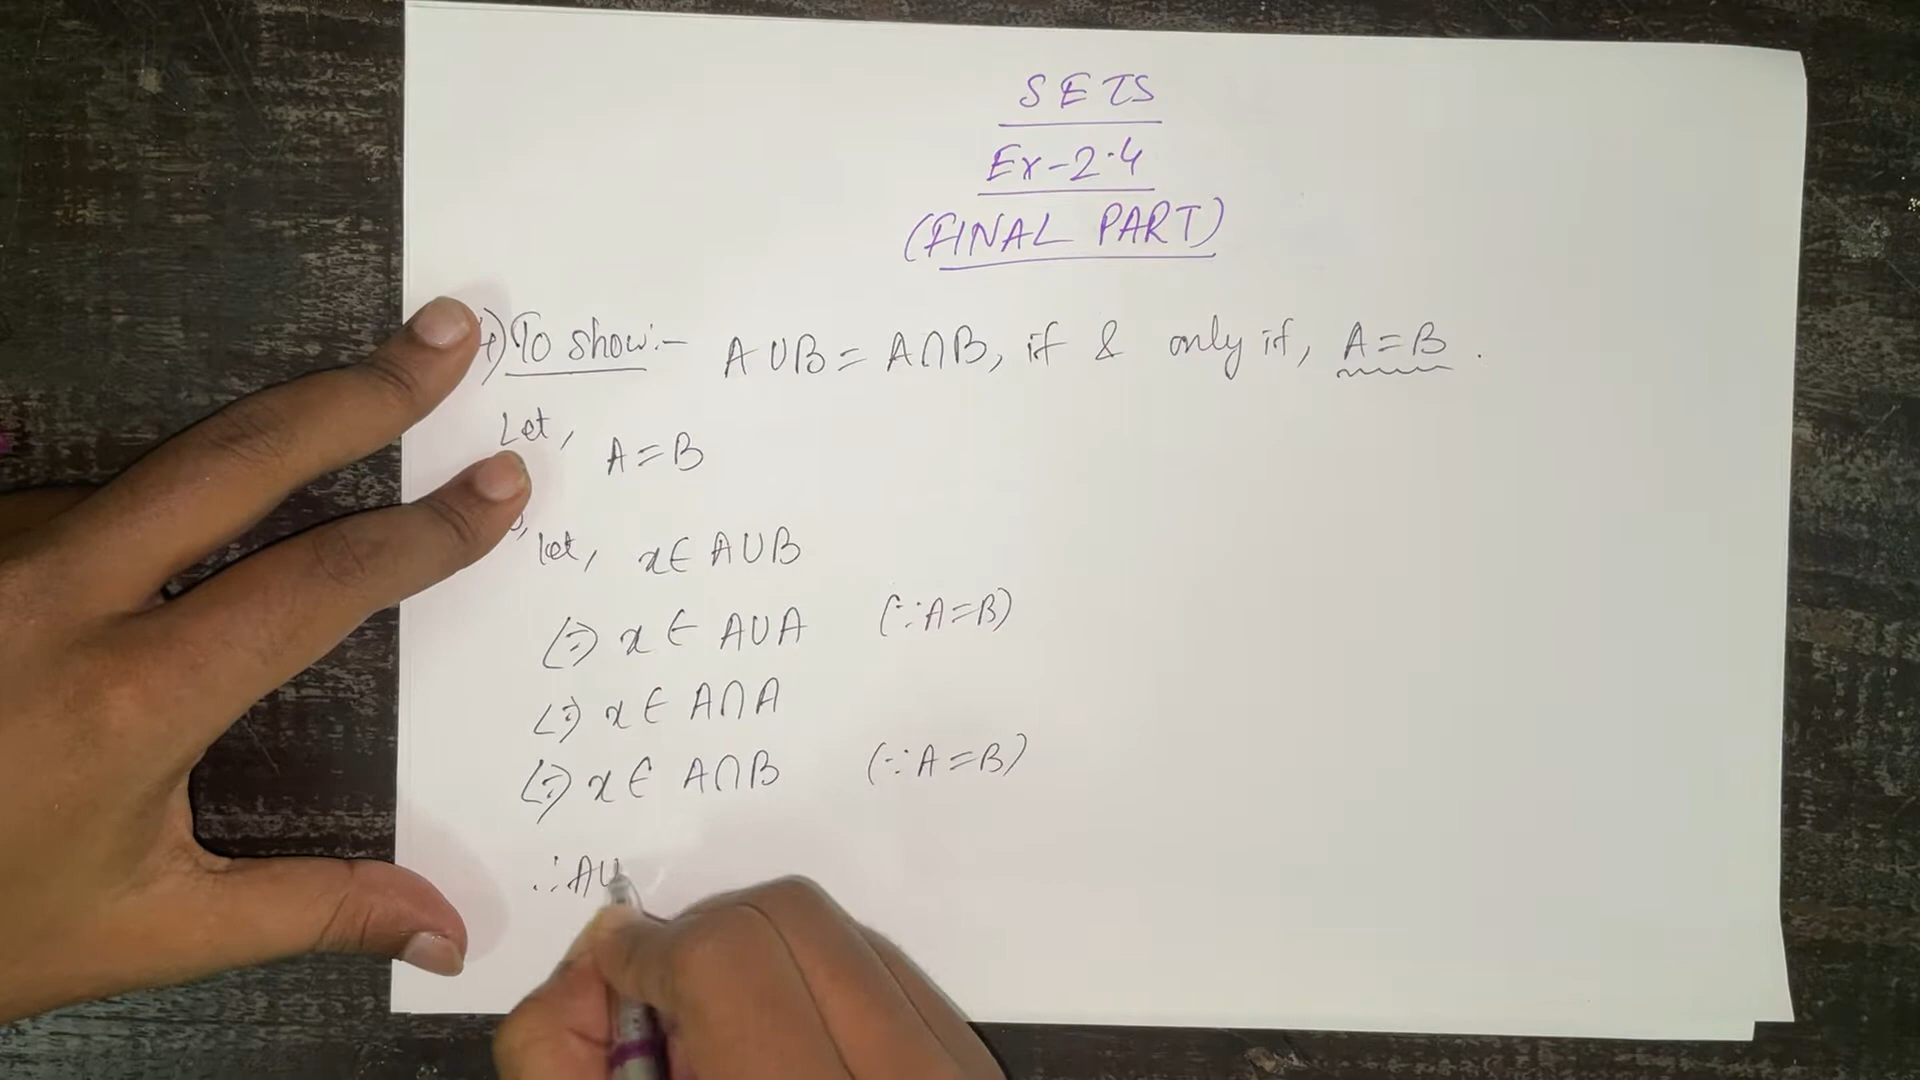 SETS
Ex-2.4
(FINAL PART)
) To show:- A∪B = A∩B, if & only if, A=B.
Let, A=B
let, x∈ A∪B
⇔ x ∈ A∪A (∵A=B)
⇔ x ∈ A∩A
⇔ x ∈ A∩B (∵A=B)
∴ A∪